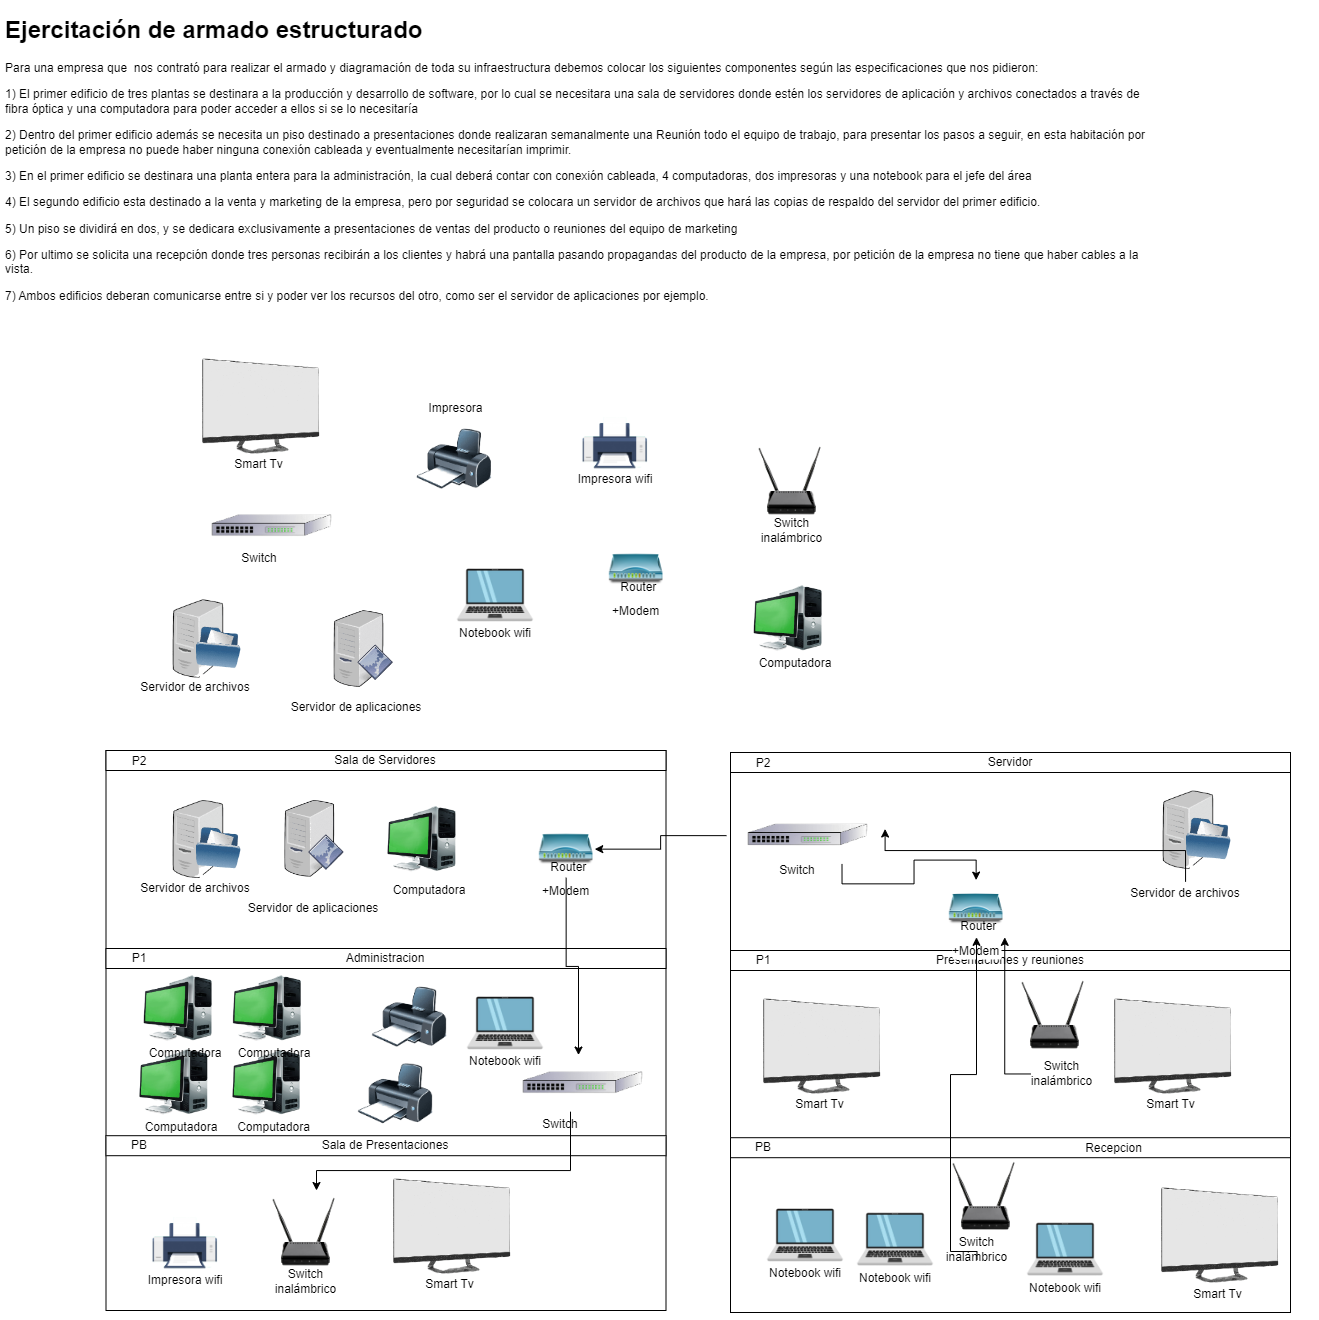 Ejercitación de armado estructurado
Para una empresa que  nos contrató para realizar el armado y diagramación de toda su infraestructura debemos colocar los siguientes componentes según las especificaciones que nos pidieron:
1) El primer edificio de tres plantas se destinara a la producción y desarrollo de software, por lo cual se necesitara una sala de servidores donde estén los servidores de aplicación y archivos conectados a través de
fibra óptica y una computadora para poder acceder a ellos si se lo necesitaría
2) Dentro del primer edificio además se necesita un piso destinado a presentaciones donde realizaran semanalmente una Reunión todo el equipo de trabajo, para presentar los pasos a seguir, en esta habitación por
petición de la empresa no puede haber ninguna conexión cableada y eventualmente necesitarían imprimir.
3) En el primer edificio se destinara una planta entera para la administración, la cual deberá contar con conexión cableada, 4 computadoras, dos impresoras y una notebook para el jefe del área
4) El segundo edificio esta destinado a la venta y marketing de la empresa, pero por seguridad se colocara un servidor de archivos que hará las copias de respaldo del servidor del primer edificio.
5) Un piso se dividirá en dos, y se dedicara exclusivamente a presentaciones de ventas del producto o reuniones del equipo de marketing
6) Por ultimo se solicita una recepción donde tres personas recibirán a los clientes y habrá una pantalla pasando propagandas del producto de la empresa, por petición de la empresa no tiene que haber cables a la
vista.
7) Ambos edificios deberan comunicarse entre si y poder ver los recursos del otro, como ser el servidor de aplicaciones por ejemplo.
Impresora
Smart Tv
Impresora wifi
Switch
inalámbrico
Switch
Router
+Modem
Notebook wifi
Computadora
Servidor de archivos
Servidor de aplicaciones
P2
Sala de Servidores
Servidor de archivos
Servidor de aplicaciones
Computadora
Router
+Modem
P1
Administracion
Computadora
Computadora
Notebook wifi
Computadora
Computadora
Switch
PB
Sala de Presentaciones
Impresora wifi
Switch
inalámbrico
Smart Tv
P2
Servidor
Switch
Servidor de archivos
Router
+Modem
P1
Presentaciones y reuniones
Smart Tv
Switch
inalámbrico
Smart Tv
PB
Recepcion
Notebook wifi
Notebook wifi
Switch
inalámbrico
Notebook wifi
Smart Tv